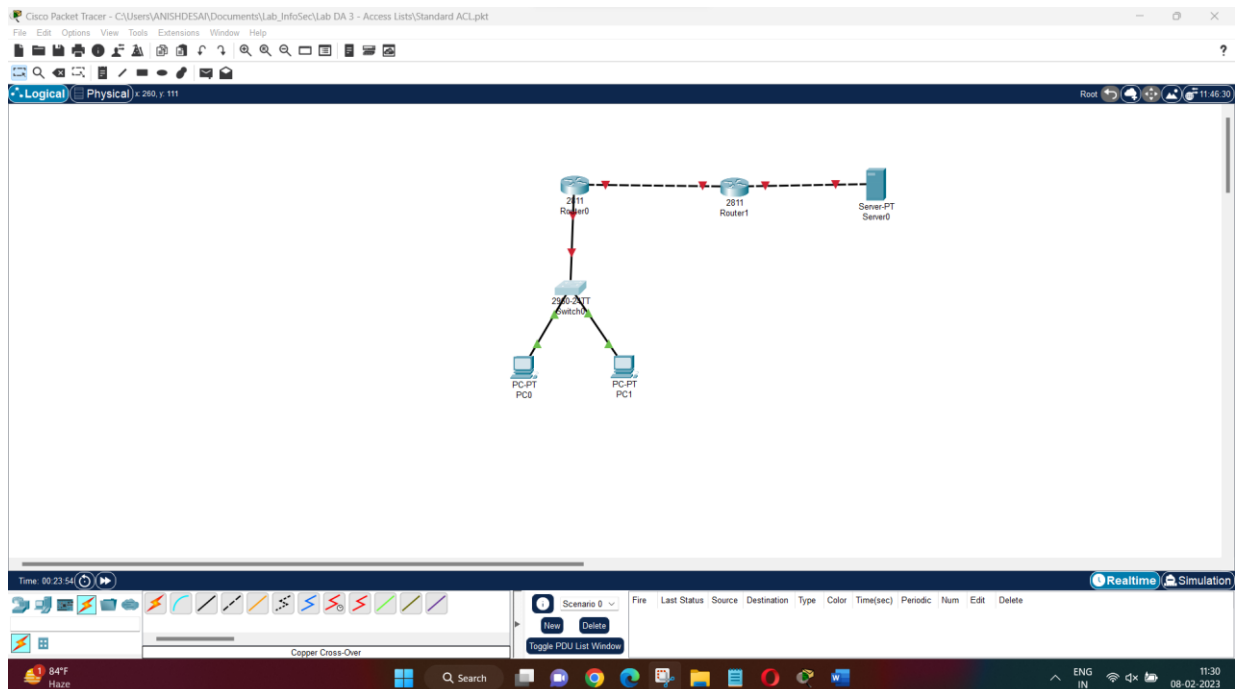 Cisco Packet Tracer - C:\Users\ANISHDESAI\Documents\Lab_InfoSec\Lab DA 3 - Access Lists\Standard ACL.pkt
File Edit Options View Tools Extensions Window Help
?
Logical Physical x: 260, y: 111
Root 11:46:30
2811
Router0
2811
Router1
Server-PT
Server0
2960-24TT
Switch0
PC-PT
PC0
PC-PT
PC1
Time: 00:23:54
Realtime Simulation
Scenario 0
Fire Last Status Source Destination Type Color Time(sec) Periodic Num Edit Delete
New Delete
Toggle PDU List Window
Copper Cross-Over
1
84°F
Haze
Search
ENG
IN
11:30
08-02-2023